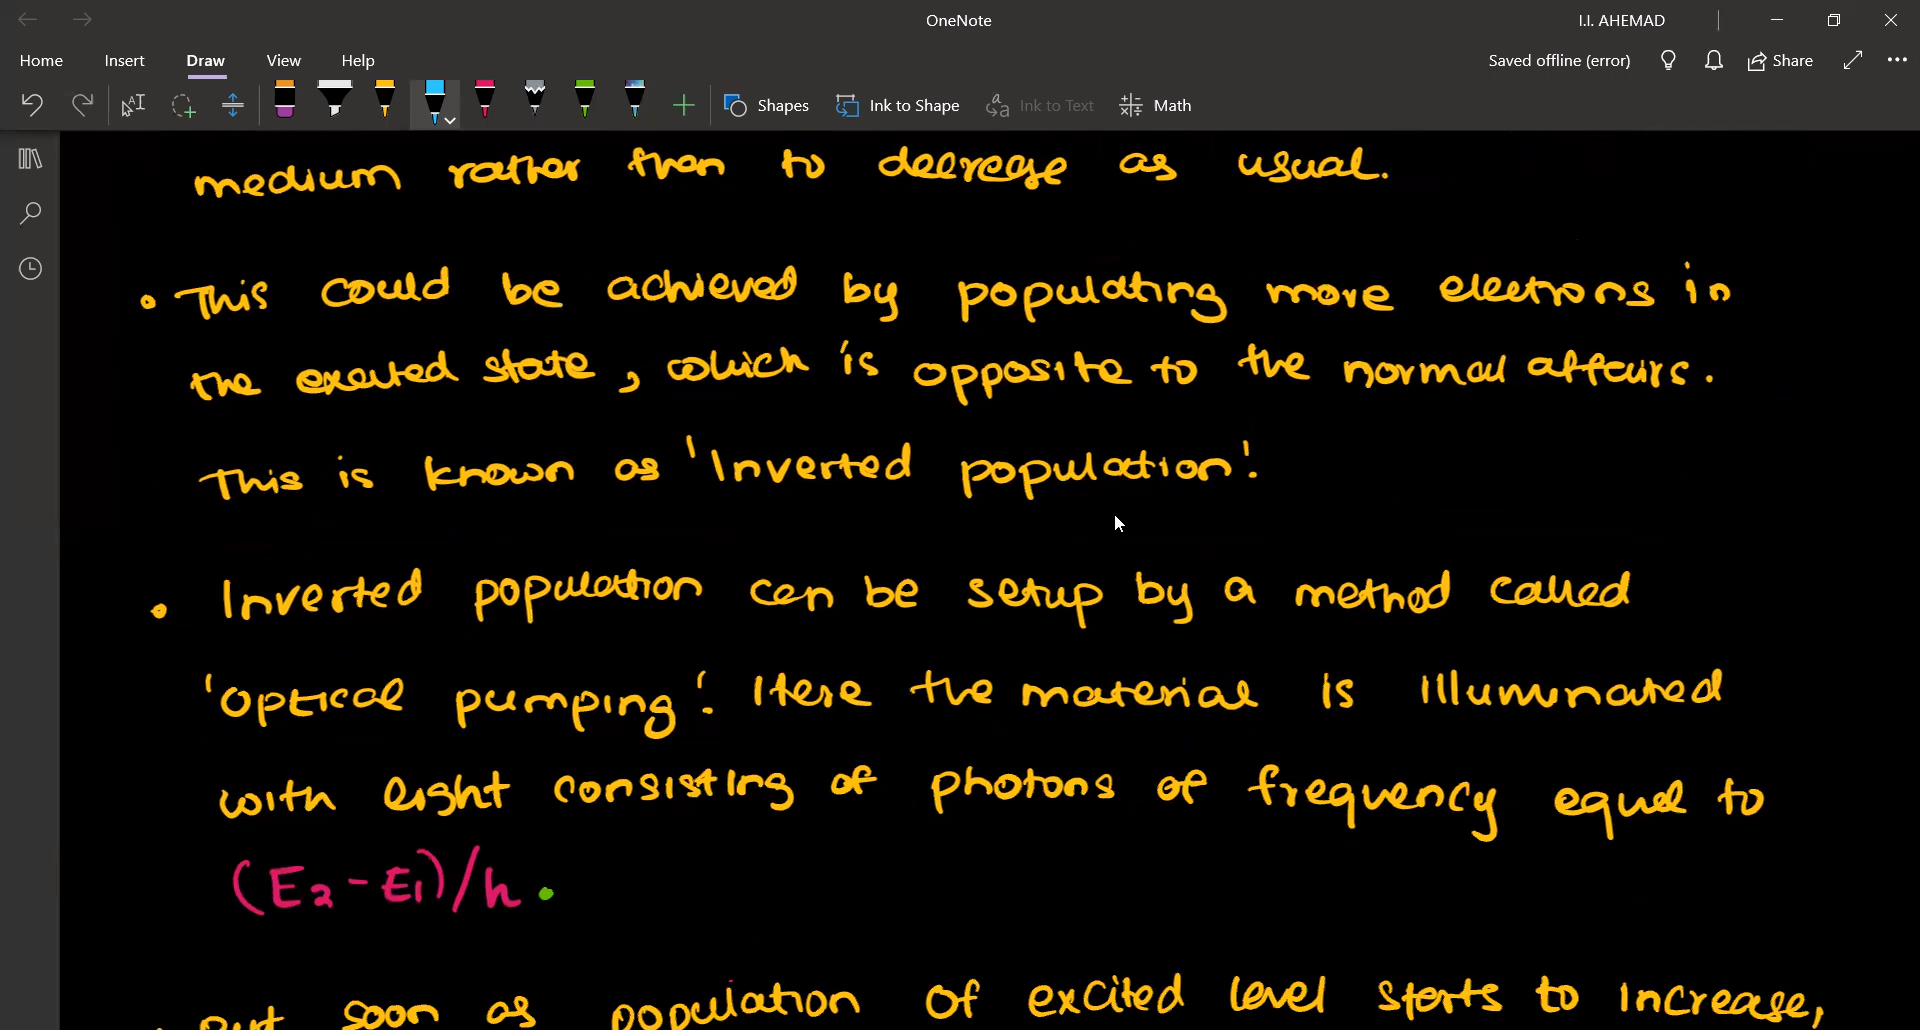 OneNote
I.I. AHEMAD
Home Insert Draw View Help
Saved offline (error) Share
Shapes Ink to Shape Ink to Text Math
medium rather than to decrease as usual.
• This could be achieved by populating more electrons in
the excited state, which is opposite to the normal affairs.
This is known as 'Inverted population'.
• Inverted population can be setup by a method called
'Optical pumping'. Here the material is illuminated
with light consisting of photons of frequency equal to
(E2-E1)/h.
But soon as population of excited level starts to increase,